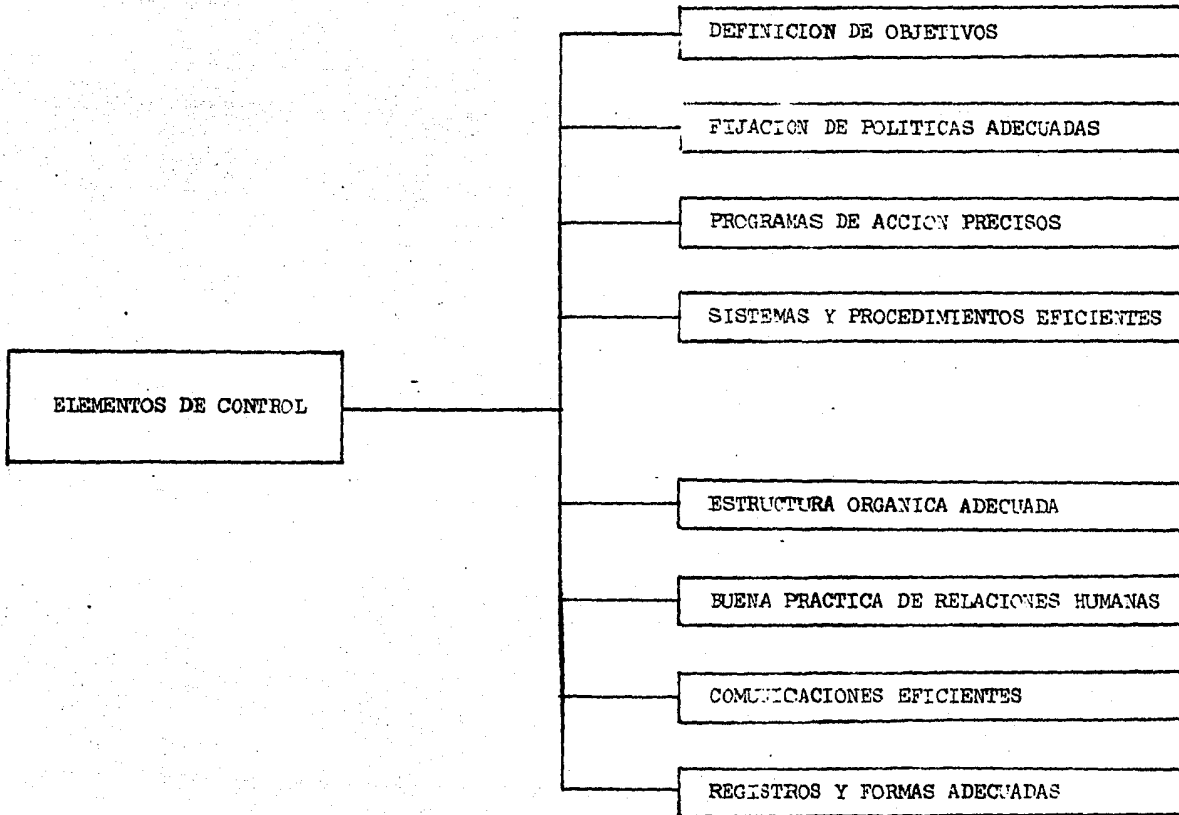 DEFINICION DE OBJETIVOS
FIJACION DE POLITICAS ADECUADAS
PROGRAMAS DE ACCION PRECISOS
SISTEMAS Y PROCEDIMIENTOS EFICIENTES
ELEMENTOS DE CONTROL
ESTRUCTURA ORGANICA ADECUADA
BUENA PRACTICA DE RELACIONES HUMANAS
COMUNICACIONES EFICIENTES
REGISTROS Y FORMAS ADECUADAS